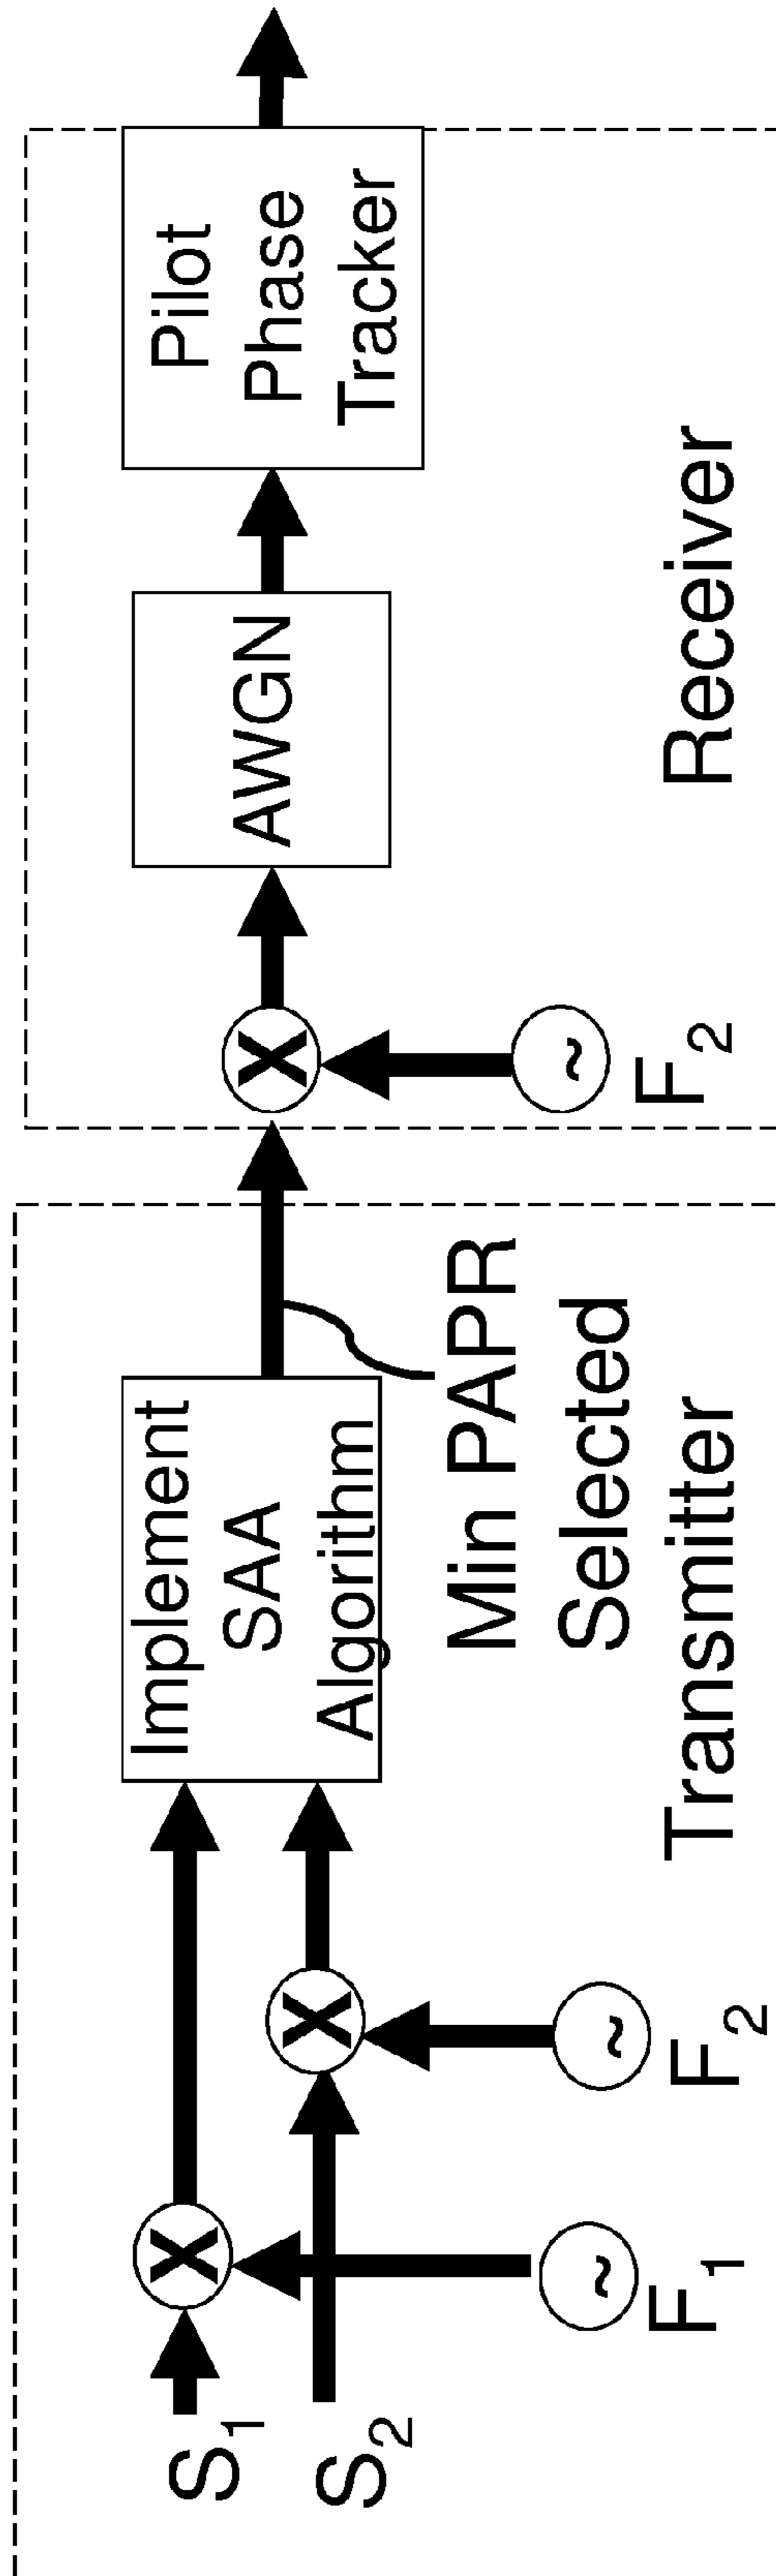 S1
S2
F1
F2
Implement
SAA
Algorithm
Min PAPR
Selected
Transmitter
X
X
~
~
X
~
F2
AWGN
Pilot
Phase
Tracker
Receiver